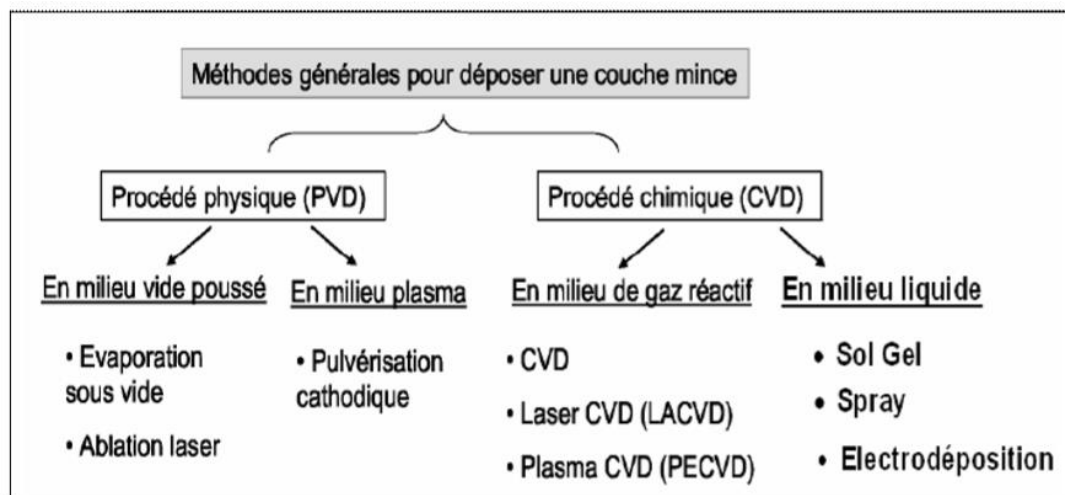 Méthodes générales pour déposer une couche mince
Procédé physique (PVD)
Procédé chimique (CVD)
En milieu vide poussé
En milieu plasma
En milieu de gaz réactif
En milieu liquide
• Evaporation
sous vide
• Ablation laser
• Pulvérisation
cathodique
• CVD
• Laser CVD (LACVD)
• Plasma CVD (PECVD)
• Sol Gel
• Spray
• Electrodéposition